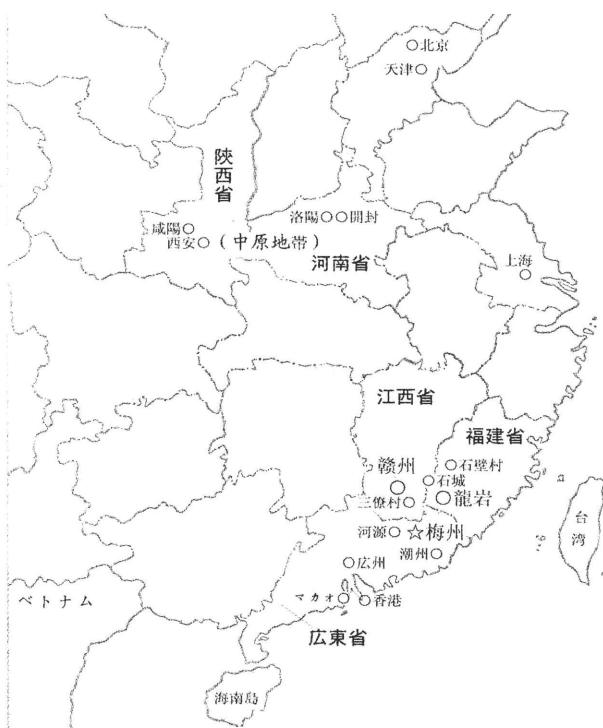 北京
天津
陝西省
洛陽
開封
咸陽
西安
(中原地帯)
河南省
上海
江西省
福建省
贛州
石壁村
石城
龍岩
三僚村
河源
梅州
潮州
台湾
広州
ベトナム
マカオ
香港
広東省
海南島